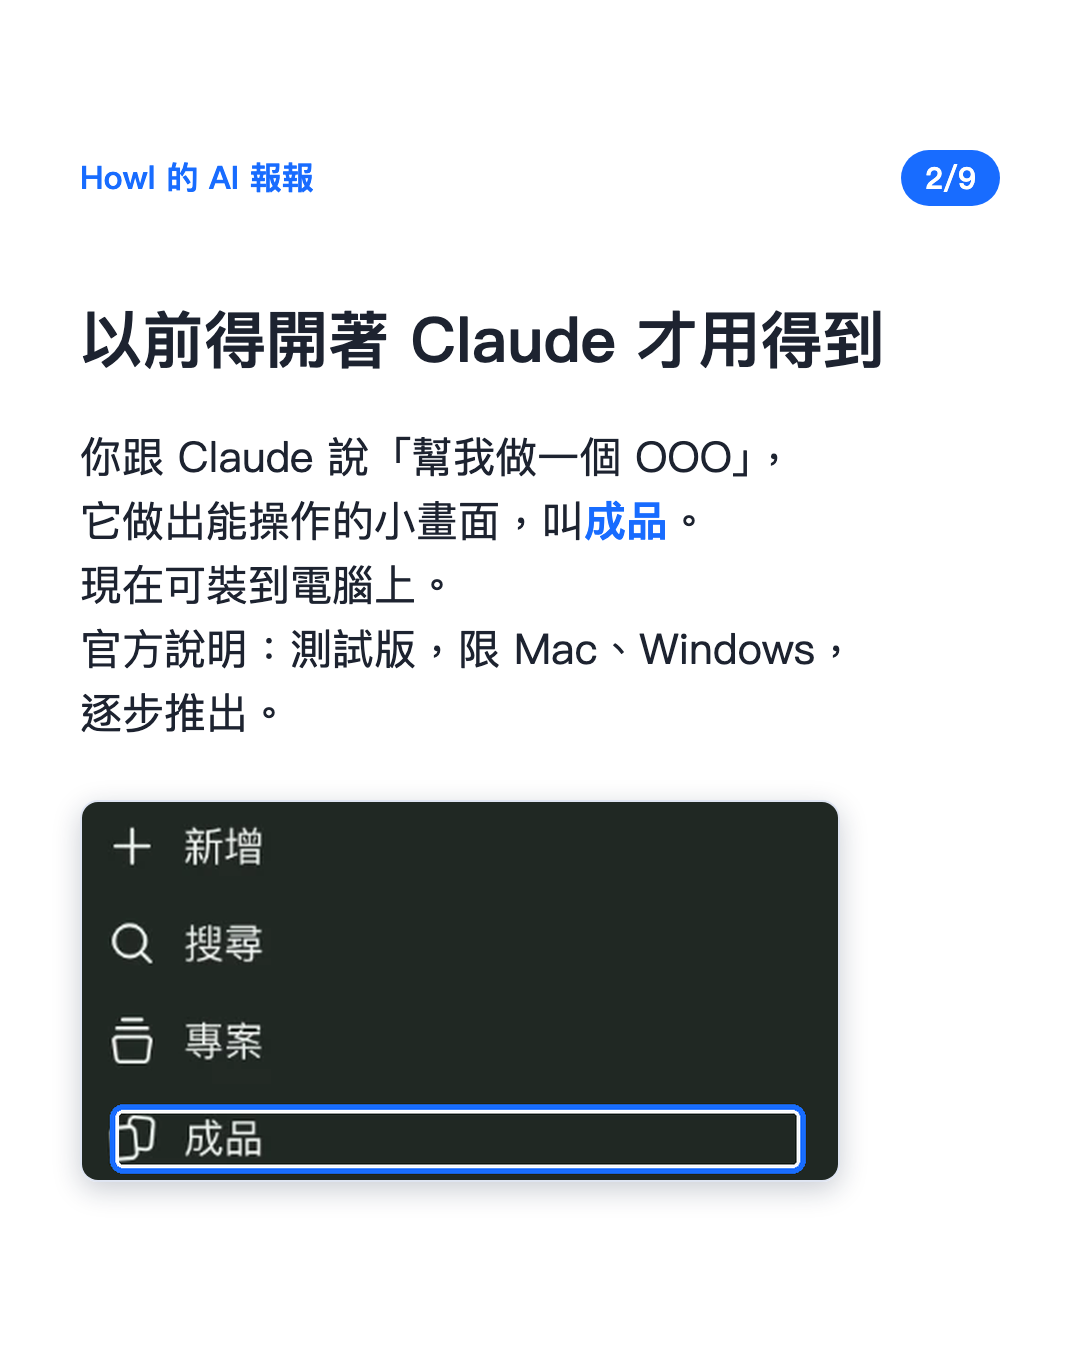 Howl 的 AI 報報
2/9
以前得開著 Claude 才用得到
你跟 Claude 說「幫我做一個 OOO」，
它做出能操作的小畫面，叫成品。
現在可裝到電腦上。
官方說明：測試版，限 Mac、Windows，
逐步推出。
新增
搜尋
專案
成品